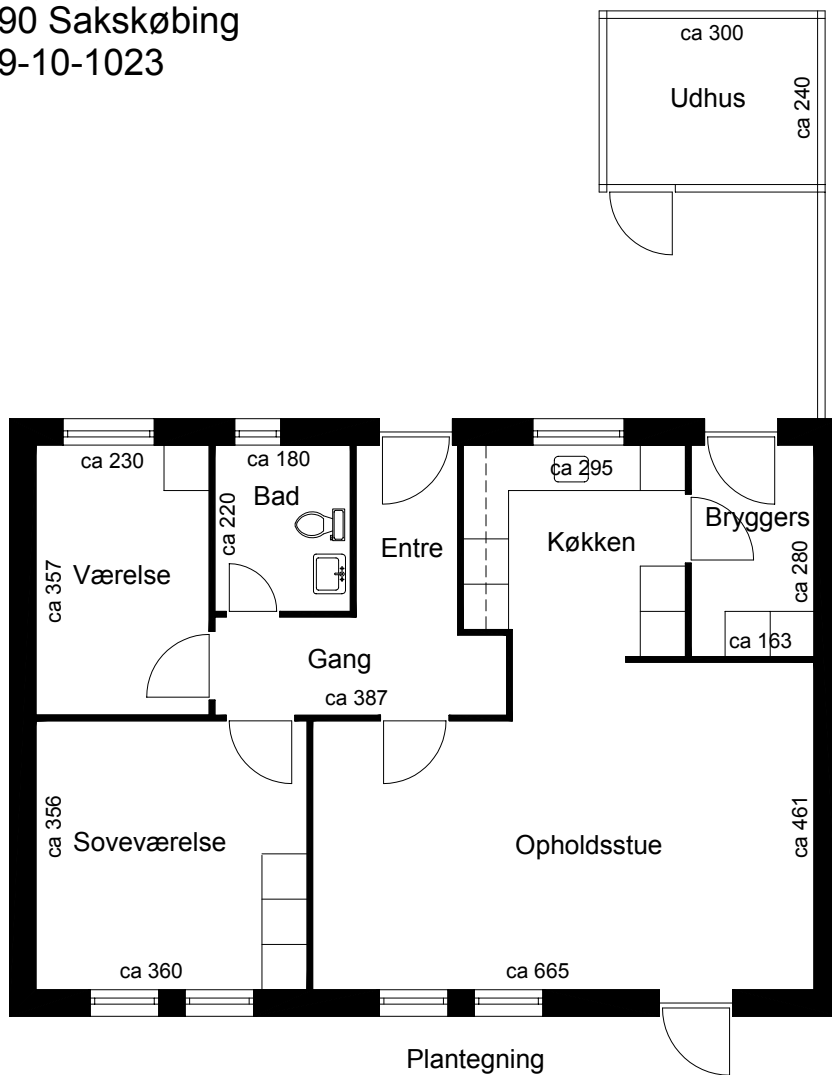 90 Sakskøbing
9-10-1023
ca 300
Udhus
ca 240
ca 230
ca 180
ca 295
Bad
ca 220
Bryggers
Entre
Køkken
Værelse
ca 357
ca 280
ca 163
Gang
ca 387
ca 356
Soveværelse
Opholdsstue
ca 461
ca 360
ca 665
Plantegning